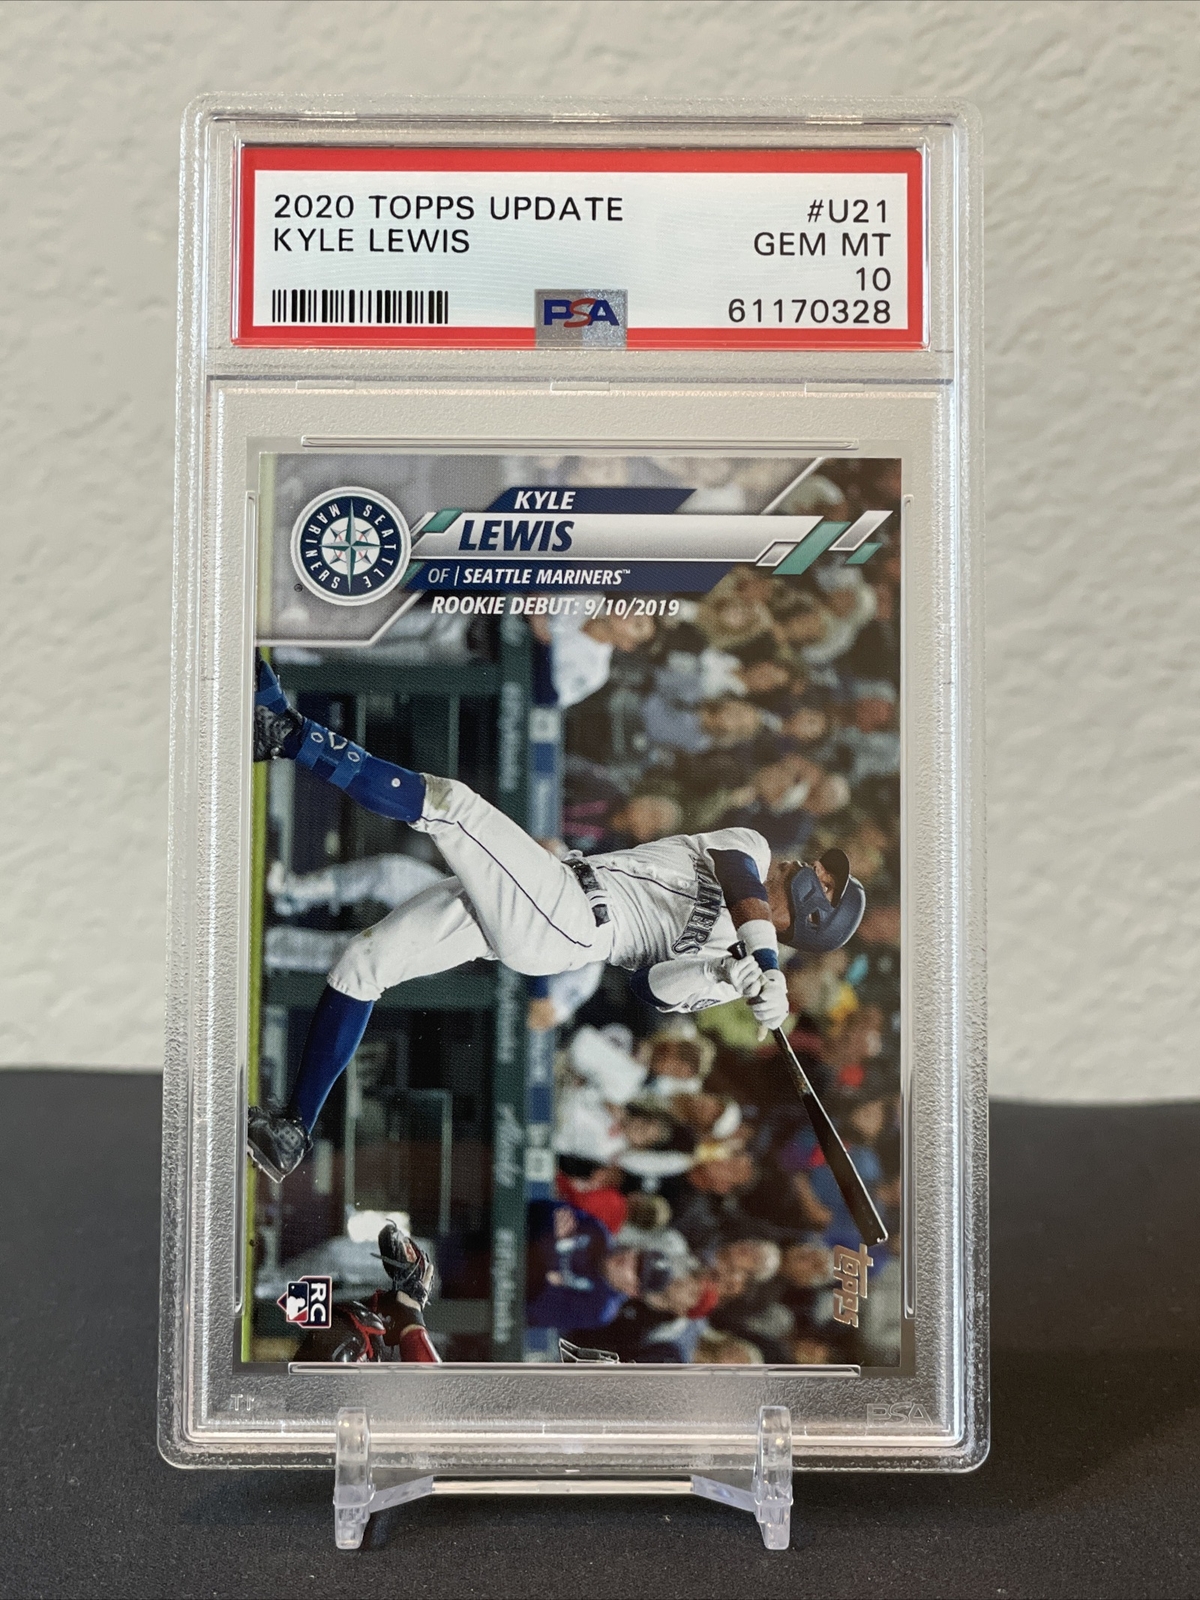 2020 TOPPS UPDATE #U21
KYLE LEWIS GEM MT
10
PSA 61170328
SEATTLE MARINERS
KYLE
LEWIS
OF | SEATTLE MARINERS™
ROOKIE DEBUT: 9/10/2019
MARINERS
topps
RC
PSA